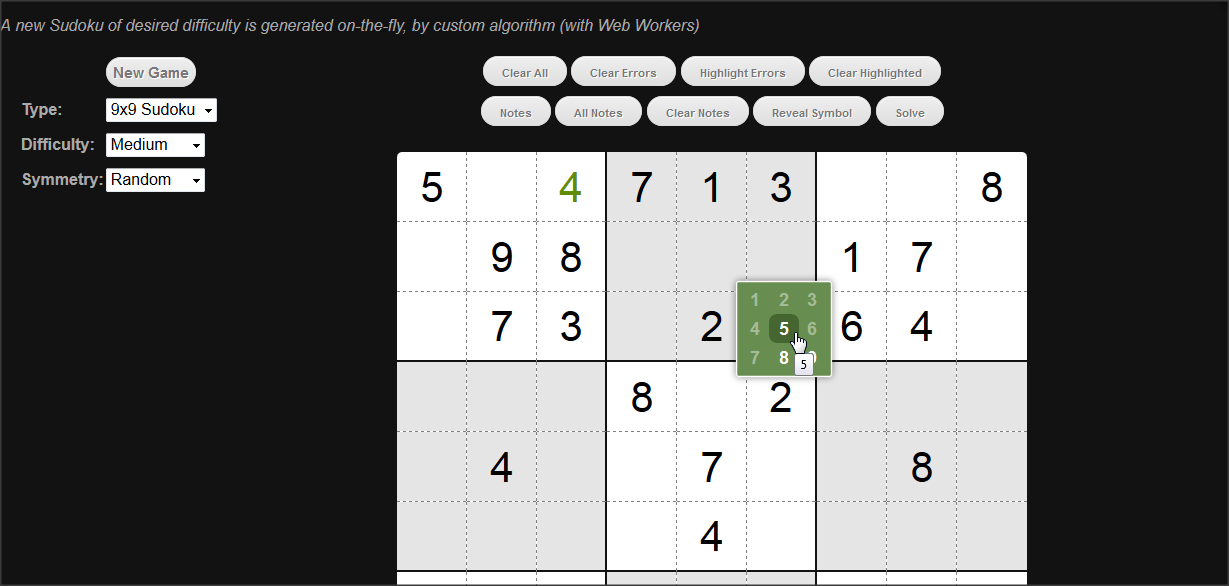 A new Sudoku of desired difficulty is generated on-the-fly, by custom algorithm (with Web Workers)
New Game
Clear All Clear Errors Highlight Errors Clear Highlighted
Type: 9x9 Sudoku
Notes All Notes Clear Notes Reveal Symbol Solve
Difficulty: Medium
Symmetry: Random
5 4 7 1 3 8
9 8 1 7
7 3 2 6 4
1 2 3
4 5 6
7 8
5
8 2
4 7 8
4